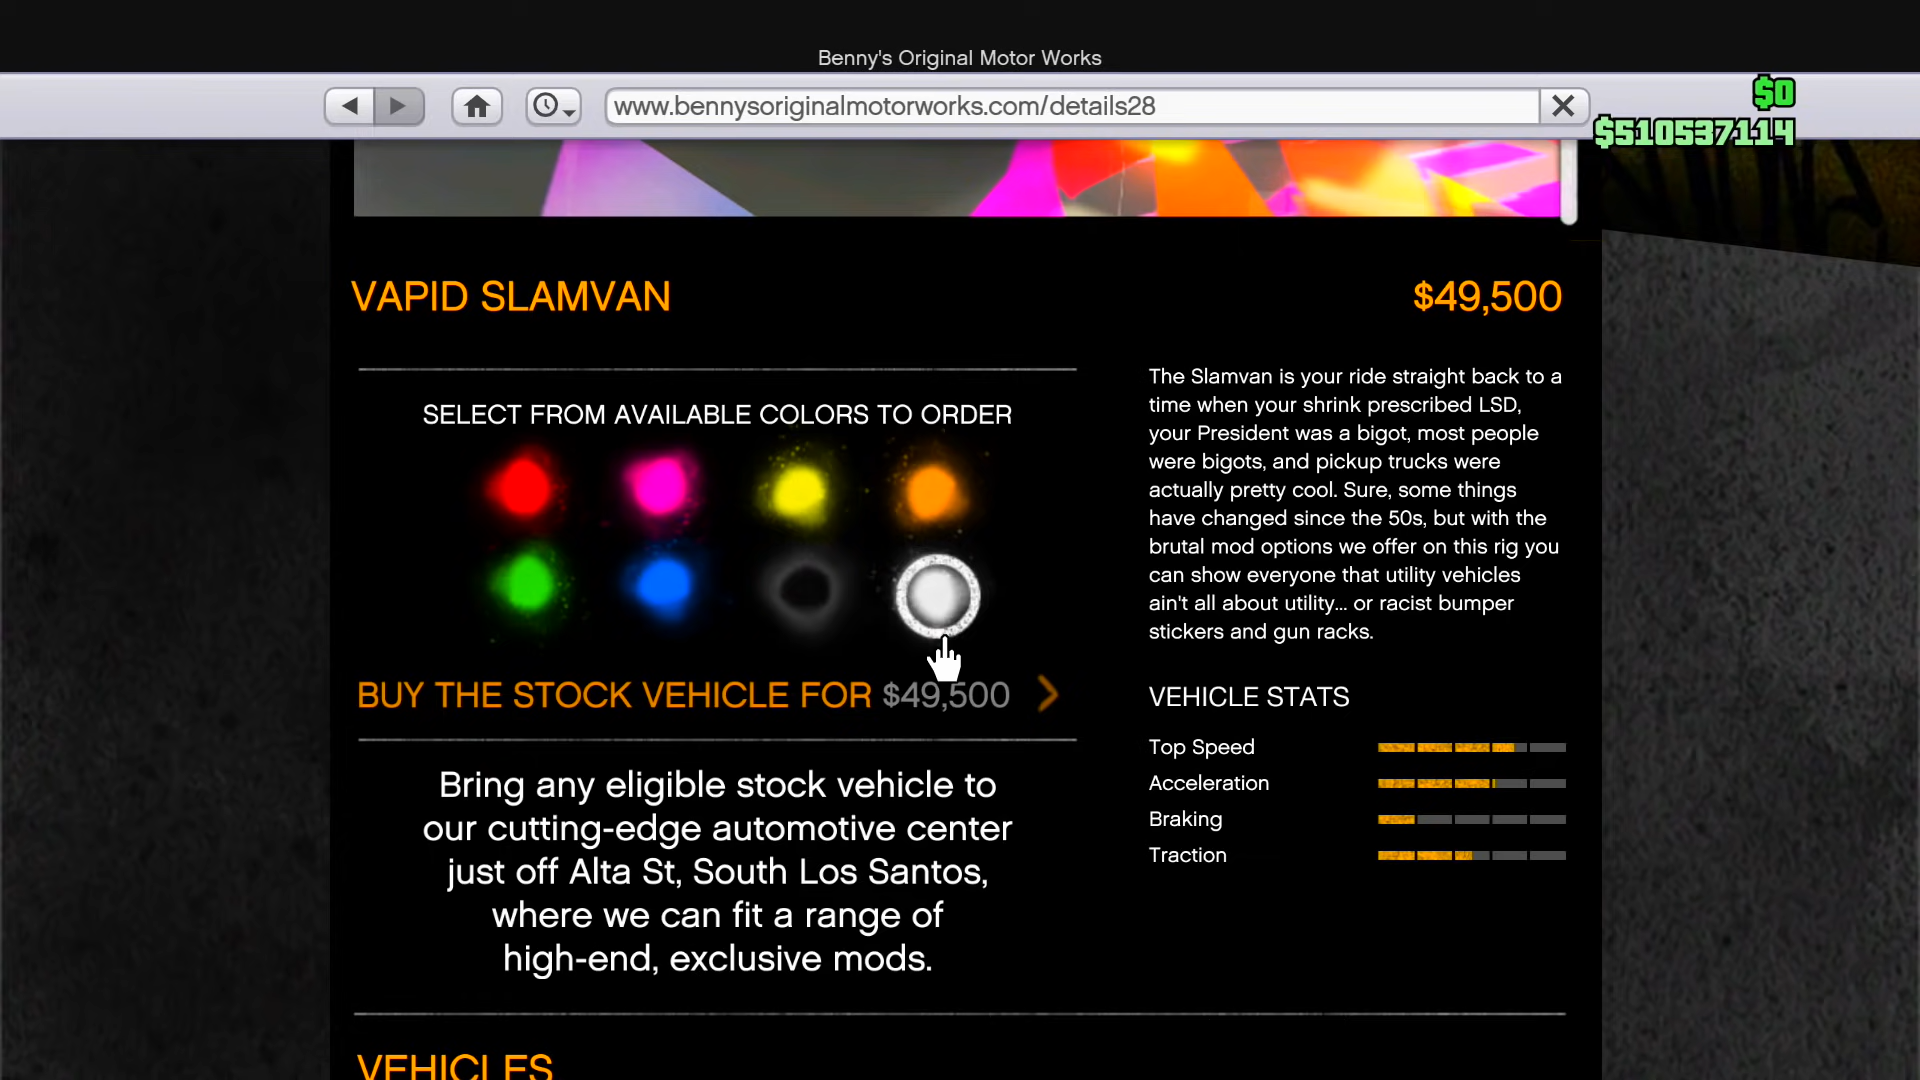 Benny's Original Motor Works
www.bennysoriginalmotorworks.com/details28
$0
$510537114
VAPID SLAMVAN
$49,500
SELECT FROM AVAILABLE COLORS TO ORDER
BUY THE STOCK VEHICLE FOR $49,500
Bring any eligible stock vehicle to
our cutting-edge automotive center
just off Alta St, South Los Santos,
where we can fit a range of
high-end, exclusive mods.
The Slamvan is your ride straight back to a
time when your shrink prescribed LSD,
your President was a bigot, most people
were bigots, and pickup trucks were
actually pretty cool. Sure, some things
have changed since the 50s, but with the
brutal mod options we offer on this rig you
can show everyone that utility vehicles
ain't all about utility... or racist bumper
stickers and gun racks.
VEHICLE STATS
Top Speed
Acceleration
Braking
Traction
VEHICLES